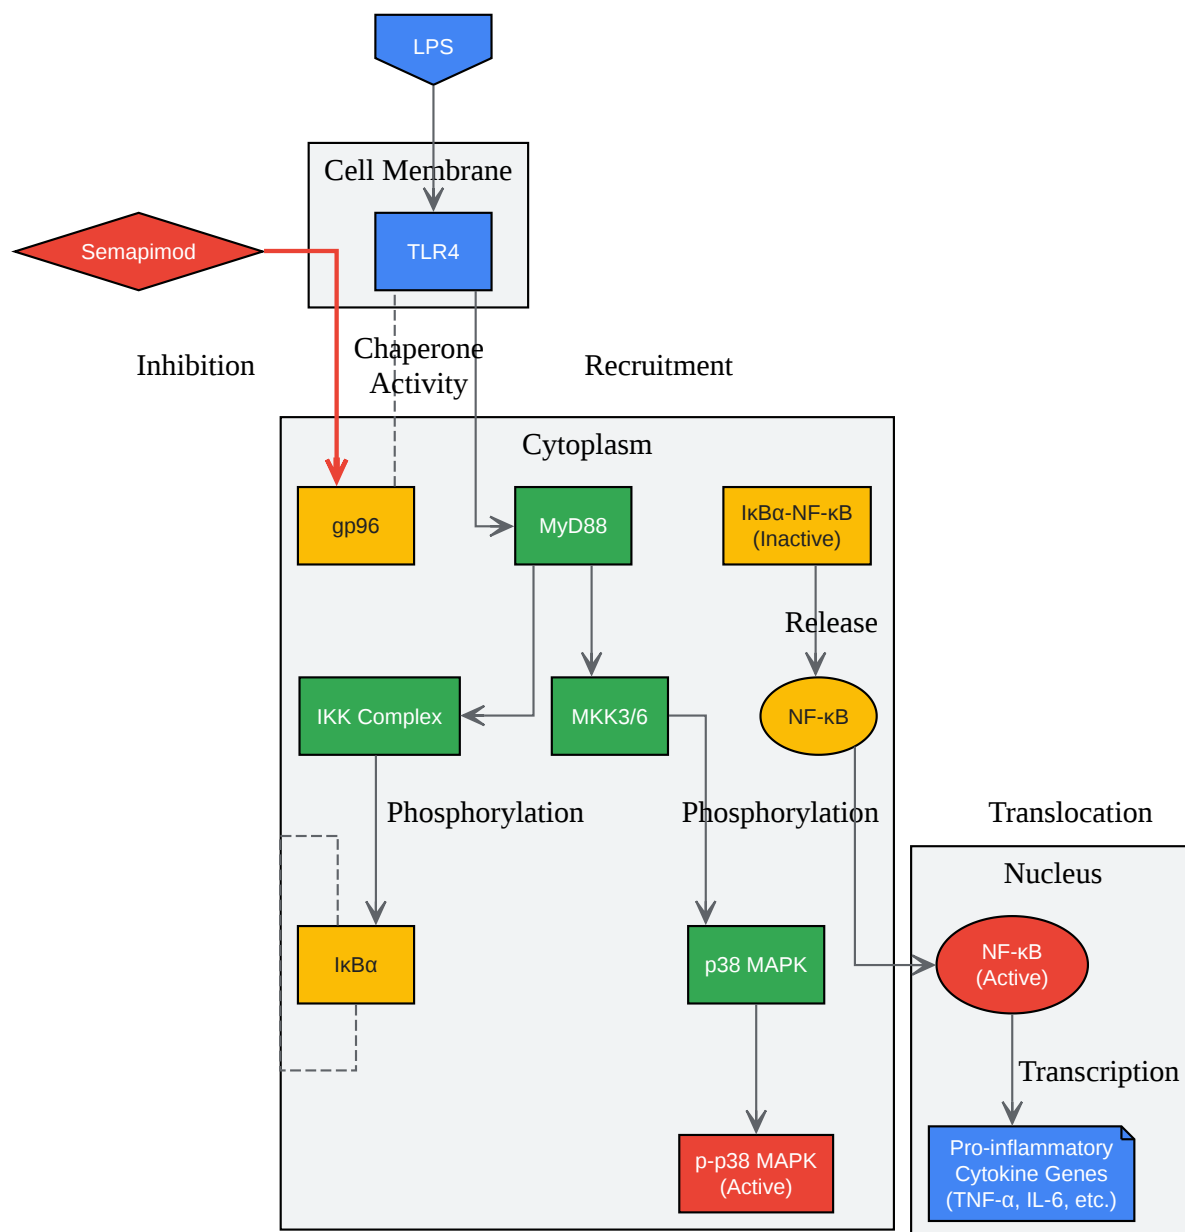 LPS
Cell Membrane
Semapimod
TLR4
Inhibition
Chaperone
Activity
Recruitment
Cytoplasm
gp96
MyD88
IκBα-NF-κB
(Inactive)
Release
IKK Complex
MKK3/6
NF-κB
Phosphorylation
Phosphorylation
Translocation
Nucleus
IκBα
p38 MAPK
NF-κB
(Active)
Transcription
p-p38 MAPK
(Active)
Pro-inflammatory
Cytokine Genes
(TNF-α, IL-6, etc.)